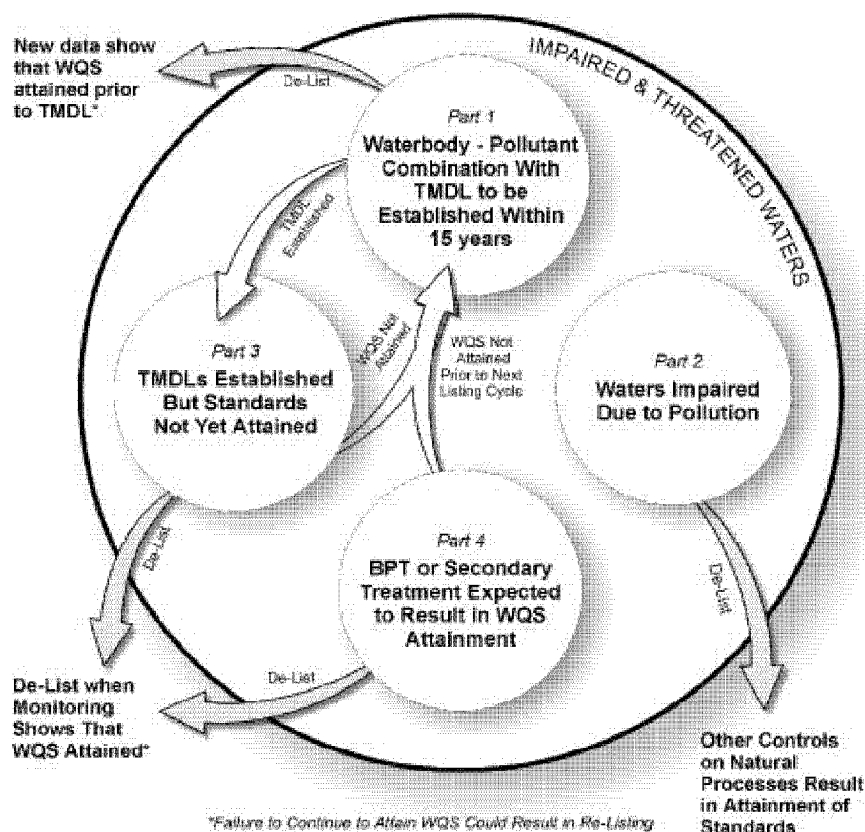 New data show
that WQS
attained prior
to TMDL*
De-List
IMPAIRED & THREATENED WATERS
Part 1
Waterbody - Pollutant
Combination With
TMDL to be
Established Within
15 years
TMDL
Established
Part 3
TMDLs Established
But Standards
Not Yet Attained
WQS Not
Attained
WQS Not
Attained
Prior to Next
Listing Cycle
Part 2
Waters Impaired
Due to Pollution
Part 4
BPT or Secondary
Treatment Expected
to Result in WQS
Attainment
De-List
De-List
De-List
De-List when
Monitoring
Shows That
WQS Attained*
Other Controls
on Natural
Processes Result
in Attainment of
Standards
*Failure to Continue to Attain WQS Could Result in Re-Listing